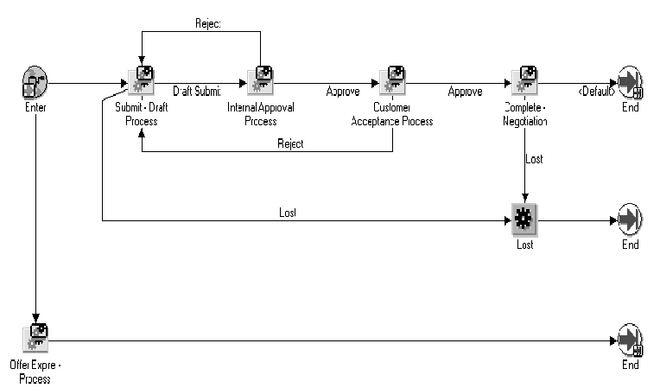 Reject
Draft Submit
Approve
Approve
<Default>
Enter
Submit - Draft
Process
Internal Approval
Process
Customer
Acceptance Process
Complete -
Negotiation
End
Reject
Lost
Lost
Lost
End
Offer Expire -
Process
End